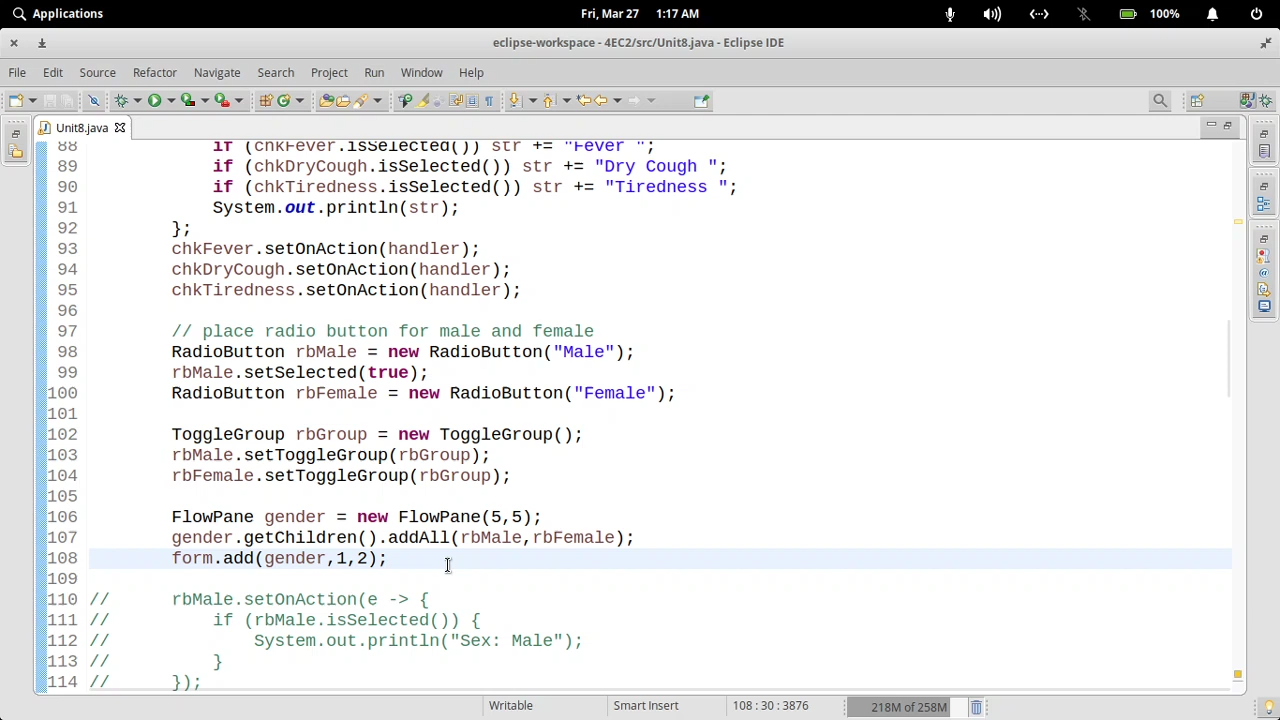 Applications
Fri, Mar 27 1:17 AM
100%
eclipse-workspace - 4EC2/src/Unit8.java - Eclipse IDE
File Edit Source Refactor Navigate Search Project Run Window Help
Unit8.java
88 if (chkFever.isSelected()) str += "Fever ";
89 if (chkDryCough.isSelected()) str += "Dry Cough ";
90 if (chkTiredness.isSelected()) str += "Tiredness ";
91 System.out.println(str);
92 };
93 chkFever.setOnAction(handler);
94 chkDryCough.setOnAction(handler);
95 chkTiredness.setOnAction(handler);
96
97 // place radio button for male and female
98 RadioButton rbMale = new RadioButton("Male");
99 rbMale.setSelected(true);
100 RadioButton rbFemale = new RadioButton("Female");
101
102 ToggleGroup rbGroup = new ToggleGroup();
103 rbMale.setToggleGroup(rbGroup);
104 rbFemale.setToggleGroup(rbGroup);
105
106 FlowPane gender = new FlowPane(5,5);
107 gender.getChildren().addAll(rbMale,rbFemale);
108 form.add(gender,1,2);
109
110 // rbMale.setOnAction(e -> {
111 // if (rbMale.isSelected()) {
112 // System.out.println("Sex: Male");
113 // }
114 // });
Writable Smart Insert 108 : 30 : 3876 218M of 258M